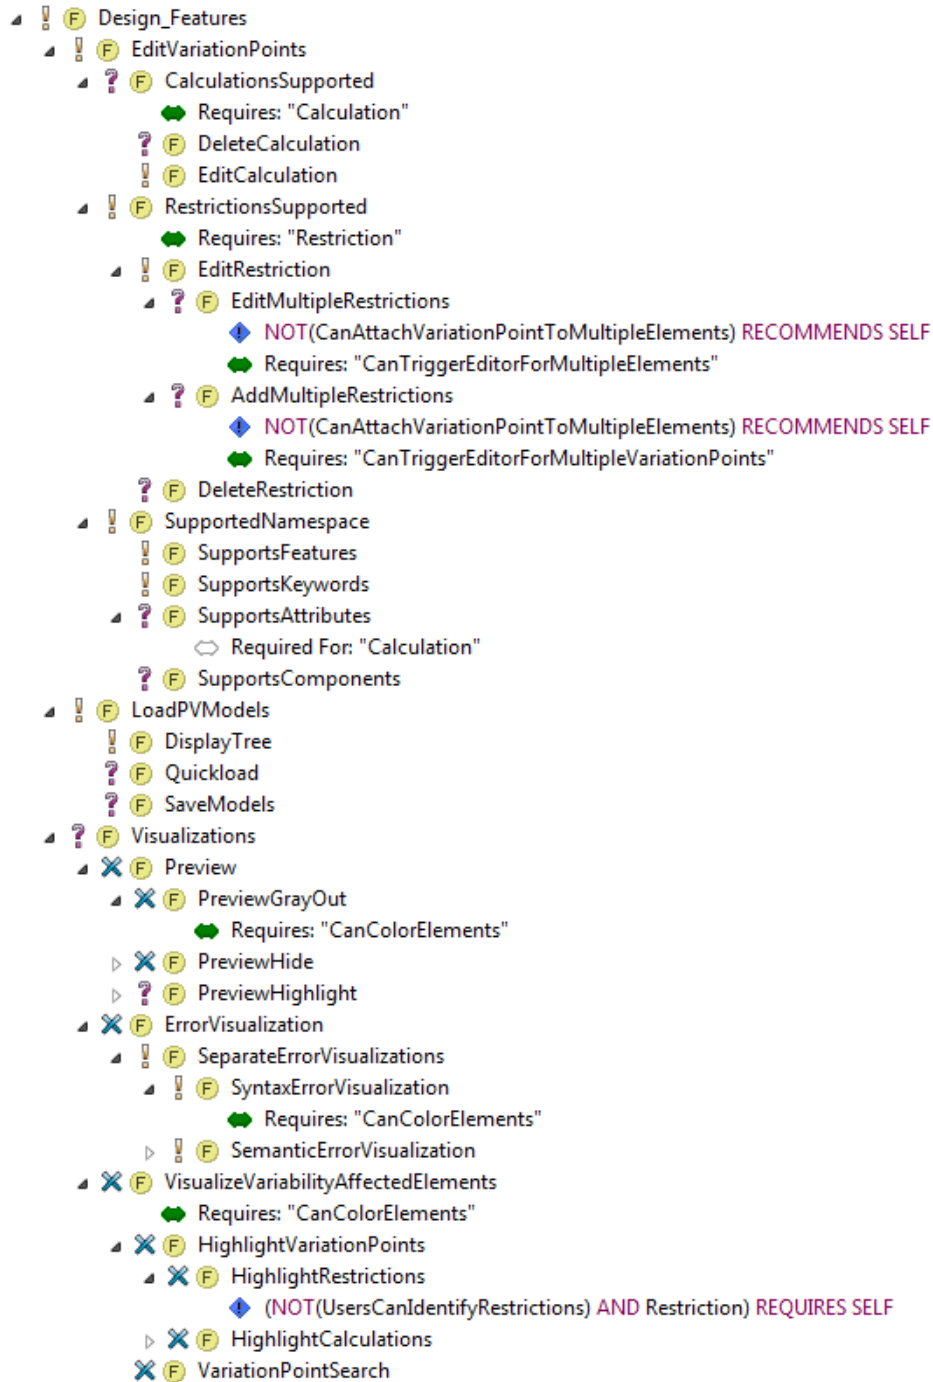 Design_Features
EditVariationPoints
CalculationsSupported
Requires: "Calculation"
DeleteCalculation
EditCalculation
RestrictionsSupported
Requires: "Restriction"
EditRestriction
EditMultipleRestrictions
NOT(CanAttachVariationPointToMultipleElements) RECOMMENDS SELF
Requires: "CanTriggerEditorForMultipleElements"
AddMultipleRestrictions
NOT(CanAttachVariationPointToMultipleElements) RECOMMENDS SELF
Requires: "CanTriggerEditorForMultipleVariationPoints"
DeleteRestriction
SupportedNamespace
SupportsFeatures
SupportsKeywords
SupportsAttributes
Required For: "Calculation"
SupportsComponents
LoadPVModels
DisplayTree
Quickload
SaveModels
Visualizations
Preview
PreviewGrayOut
Requires: "CanColorElements"
PreviewHide
PreviewHighlight
ErrorVisualization
SeparateErrorVisualizations
SyntaxErrorVisualization
Requires: "CanColorElements"
SemanticErrorVisualization
VisualizeVariabilityAffectedElements
Requires: "CanColorElements"
HighlightVariationPoints
HighlightRestrictions
(NOT(UsersCanIdentifyRestrictions) AND Restriction) REQUIRES SELF
HighlightCalculations
VariationPointSearch